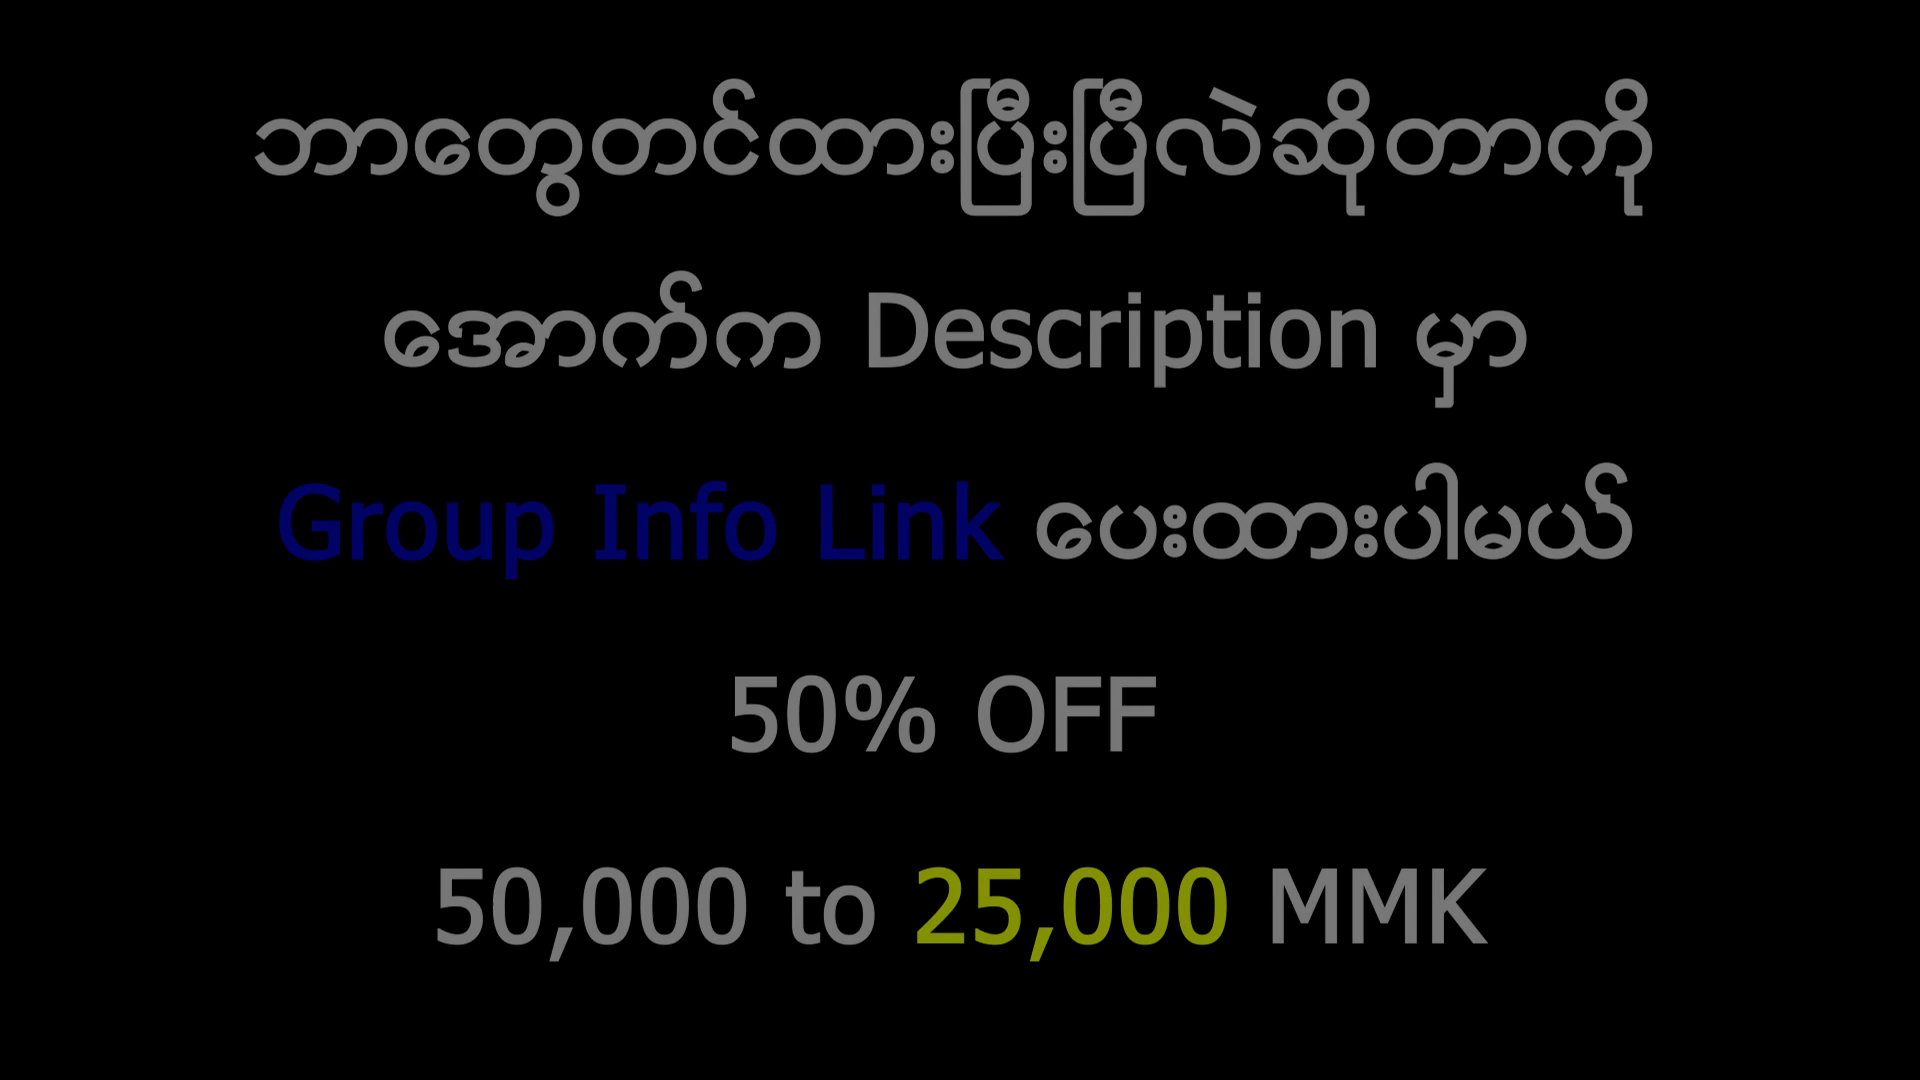 ဘာတွေတင်ထားပြီးပြီလဲဆိုတာကို
အောက်က Description မှာ
Group Info Link ပေးထားပါမယ်
50% OFF
50,000 to 25,000 MMK